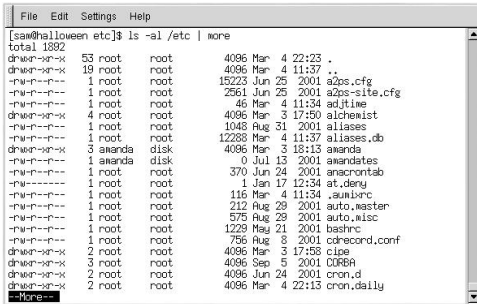 File Edit Settings Help
[sam@halloween etc]$ ls -al /etc | more
total 1892
drwxr-xr-x 53 root root 4096 Mar 4 22:23 .
drwxr-xr-x 19 root root 4096 Mar 4 11:37 ..
-rw-r--r-- 1 root root 15223 Jun 25 2001 a2ps.cfg
-rw-r--r-- 1 root root 2561 Jun 25 2001 a2ps-site.cfg
-rw-r--r-- 1 root root 46 Mar 4 11:34 adjtime
drwxr-xr-x 4 root root 4096 Mar 3 17:50 alchemist
-rw-r--r-- 1 root root 1048 Aug 31 2001 aliases
-rw-r--r-- 1 root root 12288 Mar 4 11:37 aliases.db
drwxr-xr-x 3 amanda disk 4096 Mar 3 18:13 amanda
-rw-r--r-- 1 amanda disk 0 Jul 13 2001 amandates
-rw-r--r-- 1 root root 370 Jun 24 2001 anacrontab
-rw------- 1 root root 1 Jan 17 12:34 at.deny
-rw-r--r-- 1 root root 116 Mar 4 11:34 .aumixrc
-rw-r--r-- 1 root root 212 Aug 29 2001 auto.master
-rw-r--r-- 1 root root 575 Aug 29 2001 auto.misc
-rw-r--r-- 1 root root 1229 May 21 2001 bashrc
-rw-r--r-- 1 root root 756 Aug 8 2001 cdrecord.conf
drwxr-xr-x 2 root root 4096 Mar 3 17:58 cipe
drwxr-xr-x 3 root root 4096 Sep 5 2001 CORBA
drwxr-xr-x 2 root root 4096 Jun 24 2001 cron.d
drwxr-xr-x 2 root root 4096 Mar 4 22:13 cron.daily
--More--